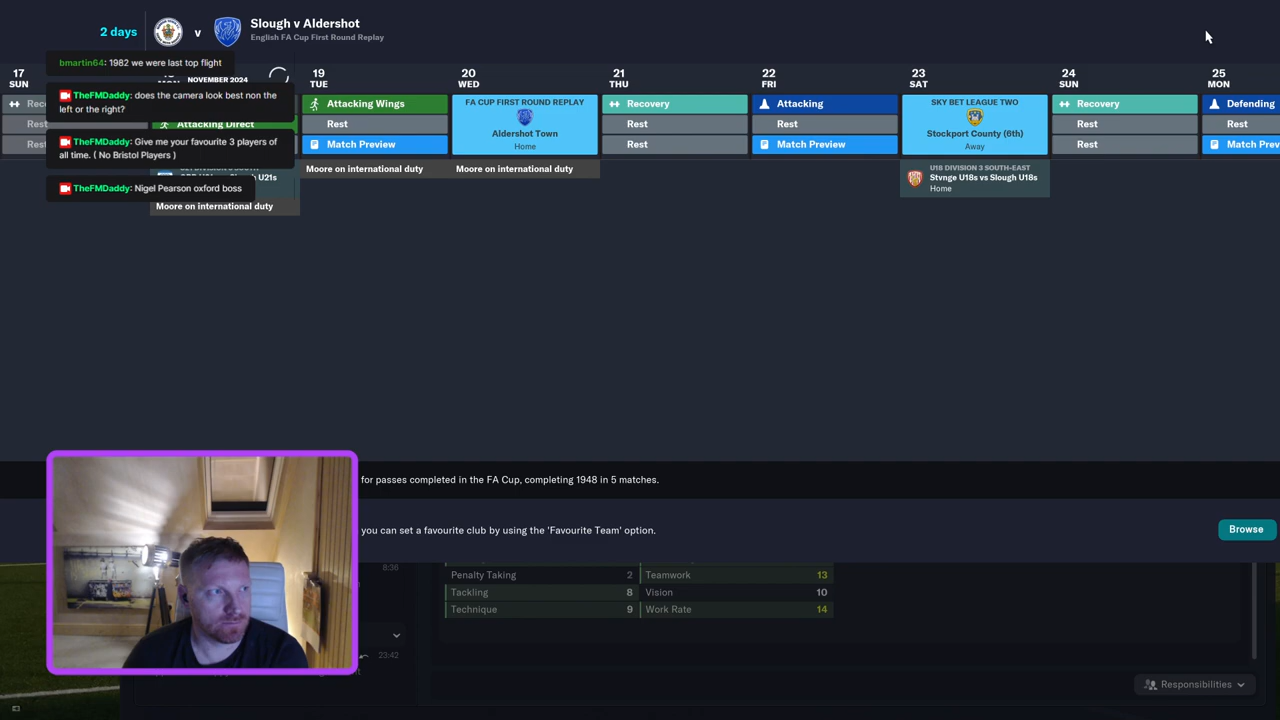 2 days
v
Slough v Aldershot
English FA Cup First Round Replay
bmartin64: 1982 we were last top flight
TheFMDaddy: does the camera look best non the
left or the right?
TheFMDaddy: Give me your favourite 3 players of
all time. ( No Bristol Players )
TheFMDaddy: Nigel Pearson oxford boss
17
SUN
NOVEMBER 2024
Attacking Direct
U21s
Moore on international duty
19
TUE
Attacking Wings
Rest
Match Preview
Moore on international duty
20
WED
FA CUP FIRST ROUND REPLAY
Aldershot Town
Home
Moore on international duty
21
THU
Recovery
Rest
Rest
22
FRI
Attacking
Rest
Match Preview
23
SAT
SKY BET LEAGUE TWO
Stockport County (6th)
Away
U18 DIVISION 3 SOUTH-EAST
Stvnge U18s vs Slough U18s
Home
24
SUN
Recovery
Rest
Rest
25
MON
Defending
Rest
Match Prev
for passes completed in the FA Cup, completing 1948 in 5 matches.
you can set a favourite club by using the 'Favourite Team' option.
Browse
8:36
Penalty Taking 2 Teamwork 13
Tackling 8 Vision 10
Technique 9 Work Rate 14
23:42
Responsibilities